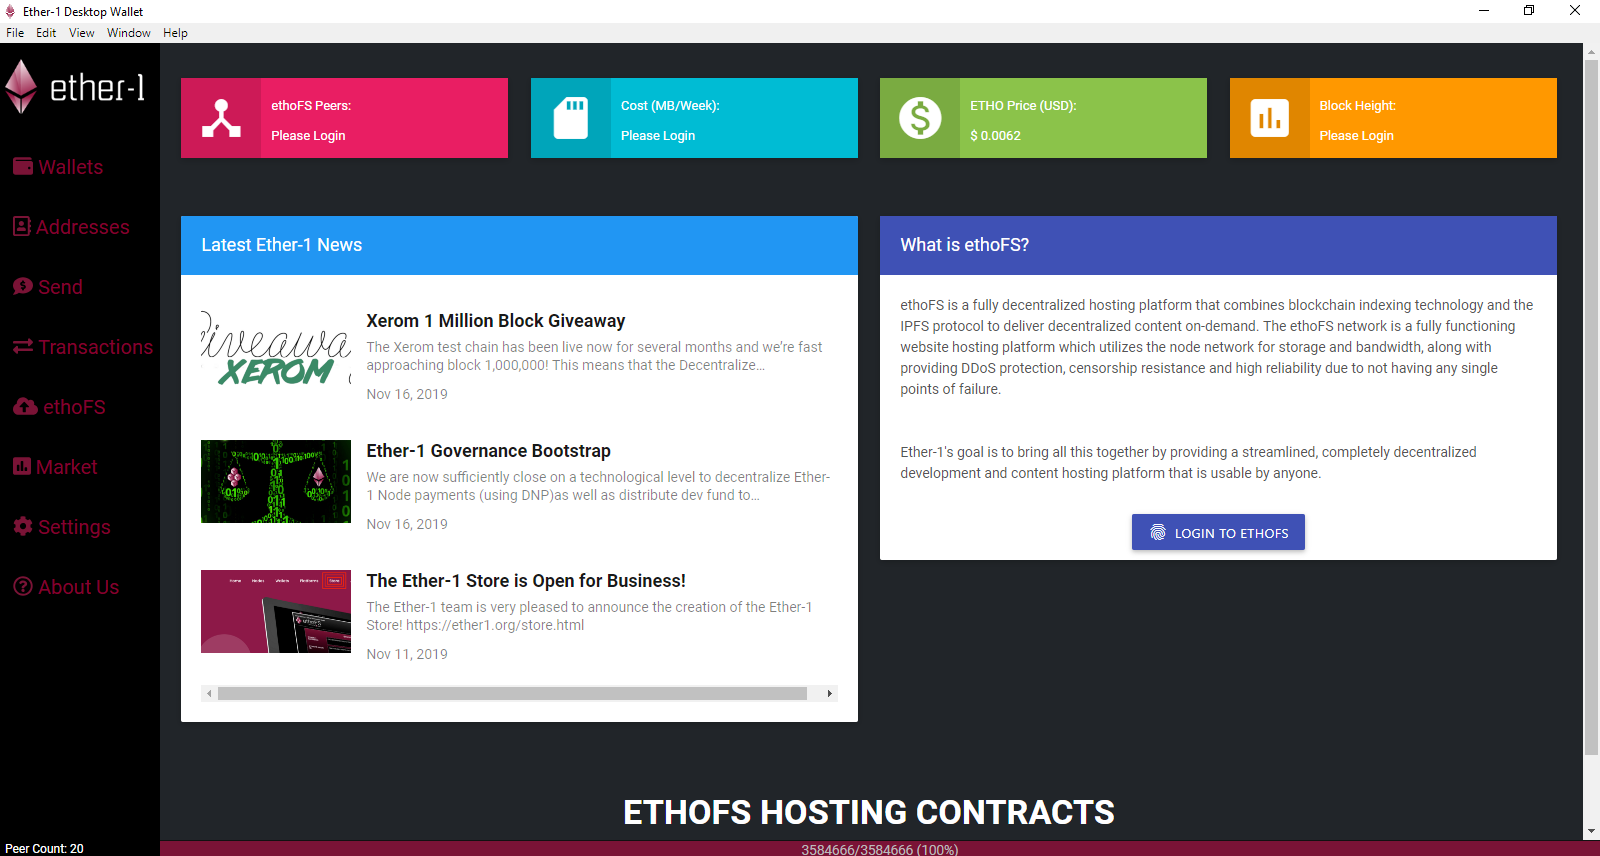 Ether-1 Desktop Wallet
File Edit View Window Help
ether-1
Wallets
Addresses
Send
Transactions
ethoFS
Market
Settings
About Us
Peer Count: 20
ethoFS Peers:
Please Login
Cost (MB/Week):
Please Login
ETHO Price (USD):
$ 0.0062
Block Height:
Please Login
Latest Ether-1 News
Giveaway
XEROM
Xerom 1 Million Block Giveaway
The Xerom test chain has been live now for several months and we’re fast
approaching block 1,000,000! This means that the Decentralize...
Nov 16, 2019
Ether-1 Governance Bootstrap
We are now sufficiently close on a technological level to decentralize Ether-
1 Node payments (using DNP)as well as distribute dev fund to...
Nov 16, 2019
Home Nodes Wallets Platforms Store
The Ether-1 Store is Open for Business!
The Ether-1 team is very pleased to announce the creation of the Ether-1
Store! https://ether1.org/store.html
Nov 11, 2019
What is ethoFS?
ethoFS is a fully decentralized hosting platform that combines blockchain indexing technology and the
IPFS protocol to deliver decentralized content on-demand. The ethoFS network is a fully functioning
website hosting platform which utilizes the node network for storage and bandwidth, along with
providing DDoS protection, censorship resistance and high reliability due to not having any single
points of failure.
Ether-1's goal is to bring all this together by providing a streamlined, completely decentralized
development and content hosting platform that is usable by anyone.
LOGIN TO ETHOFS
ETHOFS HOSTING CONTRACTS
3584666/3584666 (100%)